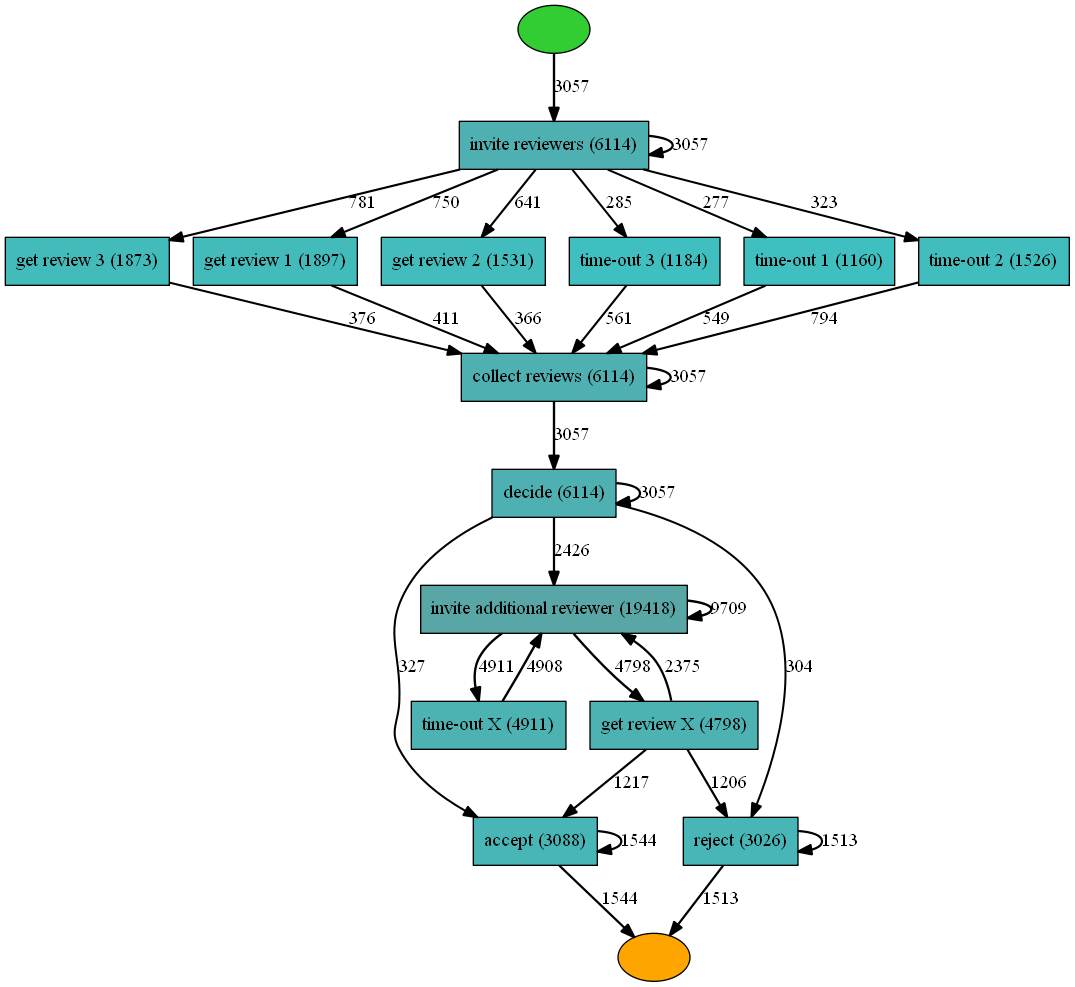 3057
invite reviewers (6114)
3057
781
750
641
285
277
323
get review 3 (1873)
get review 1 (1897)
get review 2 (1531)
time-out 3 (1184)
time-out 1 (1160)
time-out 2 (1526)
376
411
366
561
549
794
collect reviews (6114)
3057
3057
decide (6114)
3057
2426
invite additional reviewer (19418)
9709
327
4911
4908
4798
2375
304
time-out X (4911)
get review X (4798)
1217
1206
accept (3088)
1544
reject (3026)
1513
1544
1513